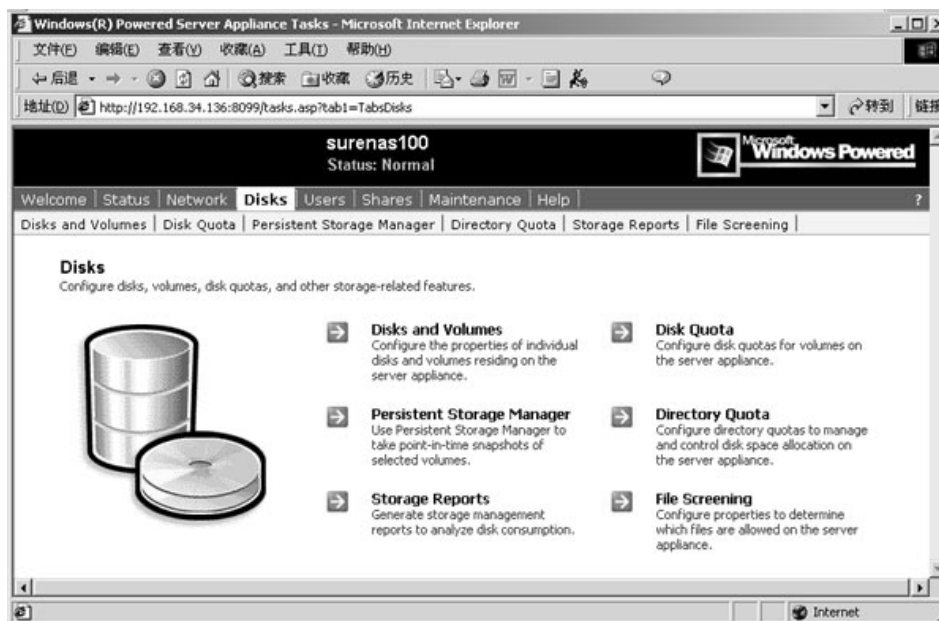 Windows(R) Powered Server Appliance Tasks - Microsoft Internet Explorer
文件(F) 编辑(E) 查看(V) 收藏(A) 工具(T) 帮助(H)
后退 搜索 收藏 历史
地址(D) http://192.168.34.136:8099/tasks.asp?tab1=TabsDisks 转到 链接
surenas100
Status: Normal
Microsoft
Windows Powered
Welcome | Status | Network | Disks | Users | Shares | Maintenance | Help | ?
Disks and Volumes | Disk Quota | Persistent Storage Manager | Directory Quota | Storage Reports | File Screening |
Disks
Configure disks, volumes, disk quotas, and other storage-related features.
Disks and Volumes
Configure the properties of individual
disks and volumes residing on the
server appliance.
Disk Quota
Configure disk quotas for volumes on
the server appliance.
Persistent Storage Manager
Use Persistent Storage Manager to
take point-in-time snapshots of
selected volumes.
Directory Quota
Configure directory quotas to manage
and control disk space allocation on
the server appliance.
Storage Reports
Generate storage management
reports to analyze disk consumption.
File Screening
Configure properties to determine
which files are allowed on the server
appliance.
Internet